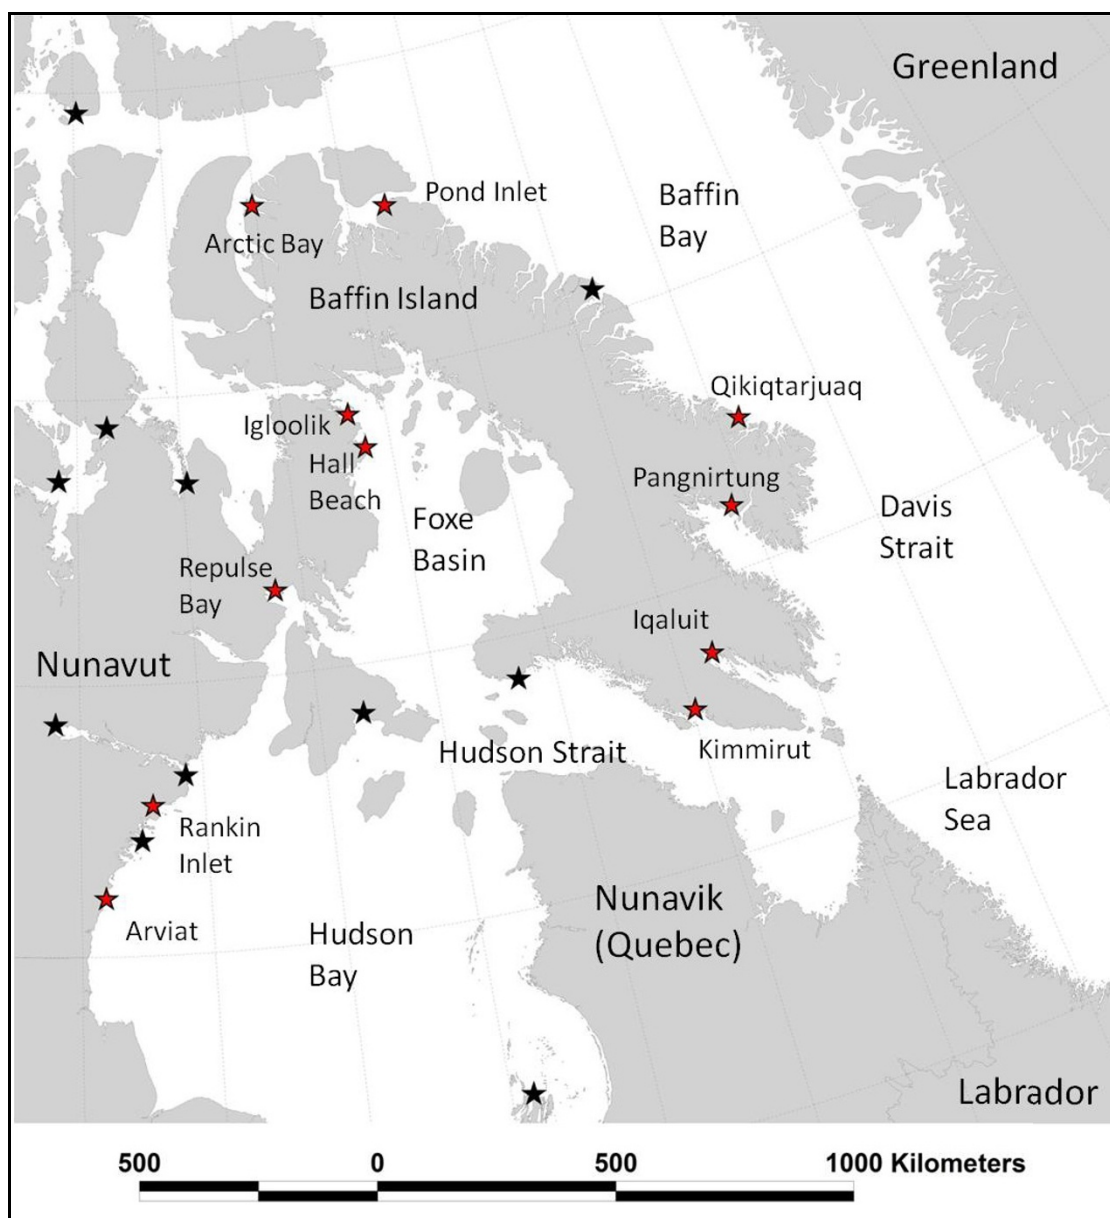 Greenland
Pond Inlet
Baffin
Bay
Arctic Bay
Baffin Island
Qikiqtarjuaq
Igloolik
Hall
Beach
Pangnirtung
Foxe
Basin
Davis
Strait
Repulse
Bay
Iqaluit
Nunavut
Hudson Strait
Kimmirut
Labrador
Sea
Rankin
Inlet
Nunavik
(Quebec)
Arviat
Hudson
Bay
Labrador
500 0 500 1000 Kilometers